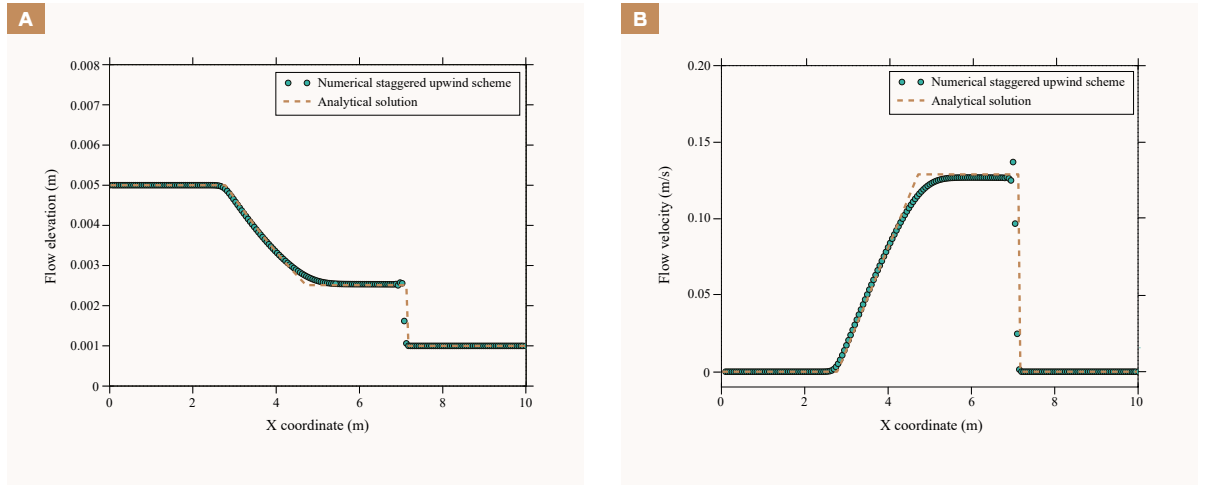 A
0.008
0.007
0.006
0.005
0.004
0.003
0.002
0.001
0
Flow elevation (m)
Numerical staggered upwind scheme
Analytical solution
0 2 4 6 8 10
X coordinate (m)
B
0.20
0.15
0.10
0.05
0
Flow velocity (m/s)
Numerical staggered upwind scheme
Analytical solution
0 2 4 6 8 10
X coordinate (m)